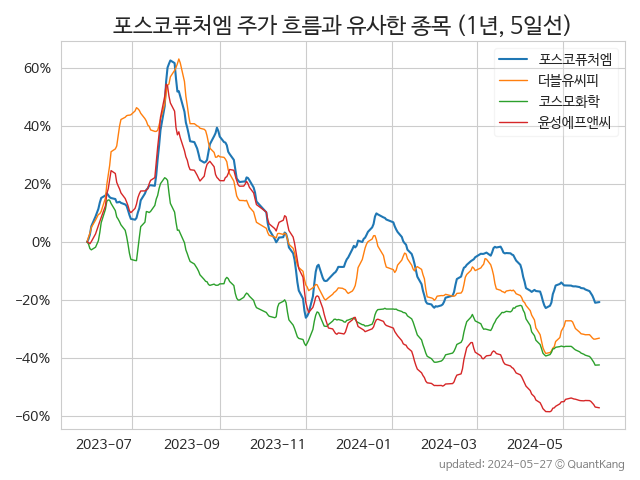 포스코퓨처엠 주가 흐름과 유사한 종목 (1년, 5일선)
포스코퓨처엠
더블유씨피
코스모화학
윤성에프앤씨
60%
40%
20%
0%
−20%
−40%
−60%
2023-07
2023-09
2023-11
2024-01
2024-03
2024-05
updated: 2024-05-27 © QuantKang